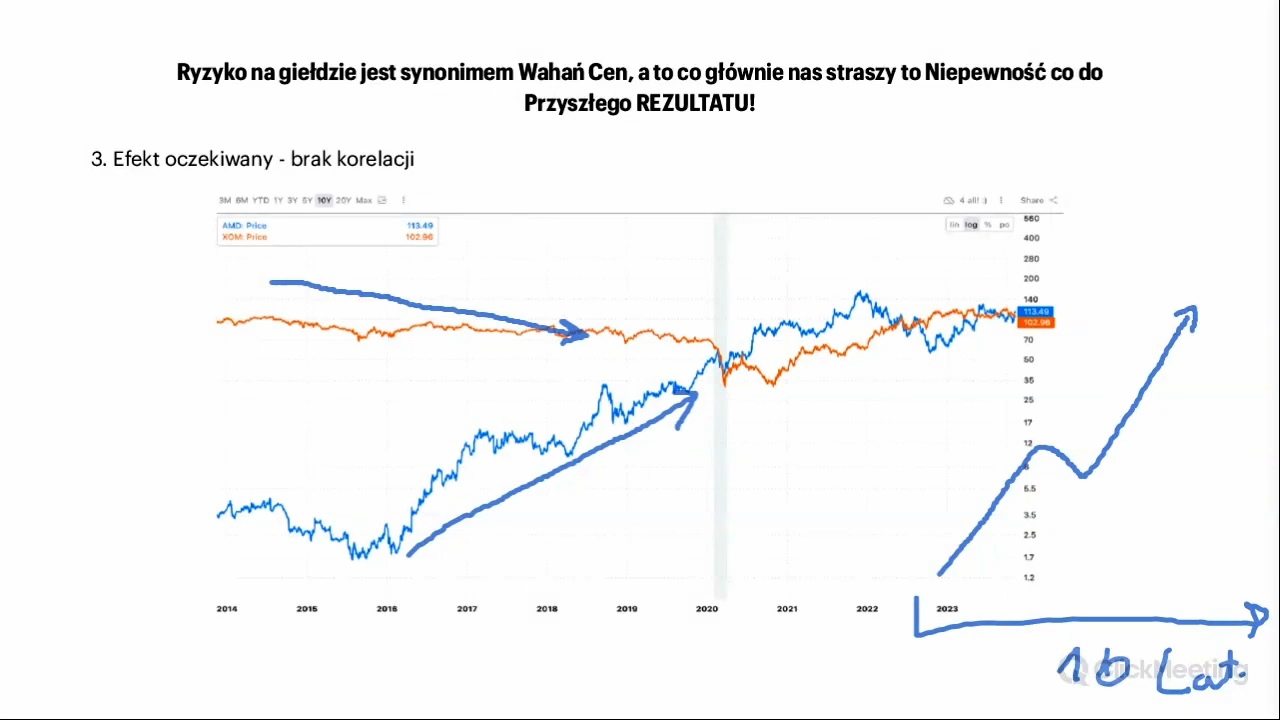 Ryzyko na giełdzie jest synonimem Wahań Cen, a to co głównie nas straszy to Niepewność co do
Przyszłego REZULTATU!
3. Efekt oczekiwany - brak korelacji
3M 6M YTD 1Y 3Y 5Y 10Y 20Y Max
4 all! :) Share
AMD: Price 113.49
XOM: Price 102.96
lin log % po
560
400
280
200
140
113.49
102.96
70
50
35
25
17
12
8
5.5
3.5
2.5
1.7
1.2
2014 2015 2016 2017 2018 2019 2020 2021 2022 2023
10 Lat.
ClickMeeting